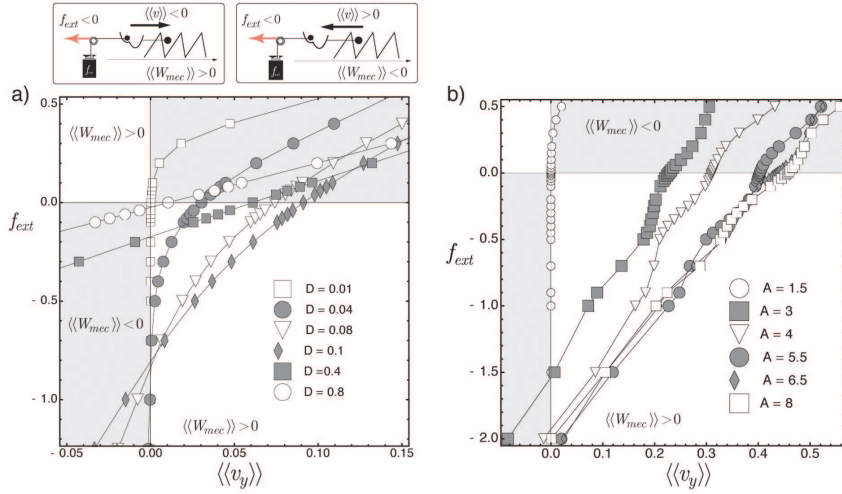 f_ext<0 ⟨⟨v⟩⟩<0
⟨⟨W_mec⟩⟩>0
f_ext<0 ⟨⟨v⟩⟩>0
⟨⟨W_mec⟩⟩<0
a)
f_ext
0.5
0.0
-0.5
-1.0
⟨⟨W_mec⟩⟩>0
⟨⟨W_mec⟩⟩<0
⟨⟨W_mec⟩⟩>0
D = 0.01
D = 0.04
D = 0.08
D = 0.1
D =0.4
D = 0.8
-0.05 0.00 0.05 0.10 0.15
⟨⟨v_y⟩⟩
b)
f_ext
0.5
0.0
-0.5
-1.0
-1.5
-2.0
⟨⟨W_mec⟩⟩<0
⟨⟨W_mec⟩⟩>0
A = 1.5
A = 3
A = 4
A = 5.5
A = 6.5
A = 8
0.0 0.1 0.2 0.3 0.4 0.5
⟨⟨v_y⟩⟩